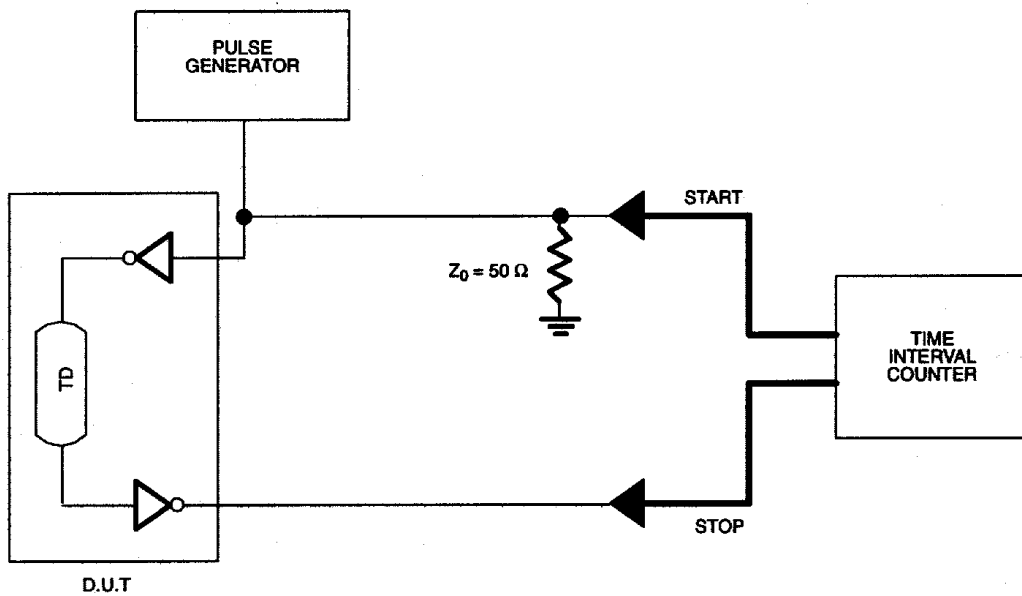 PULSE
GENERATOR
START
Z0 = 50 Ω
TIME
INTERVAL
COUNTER
TD
STOP
D.U.T